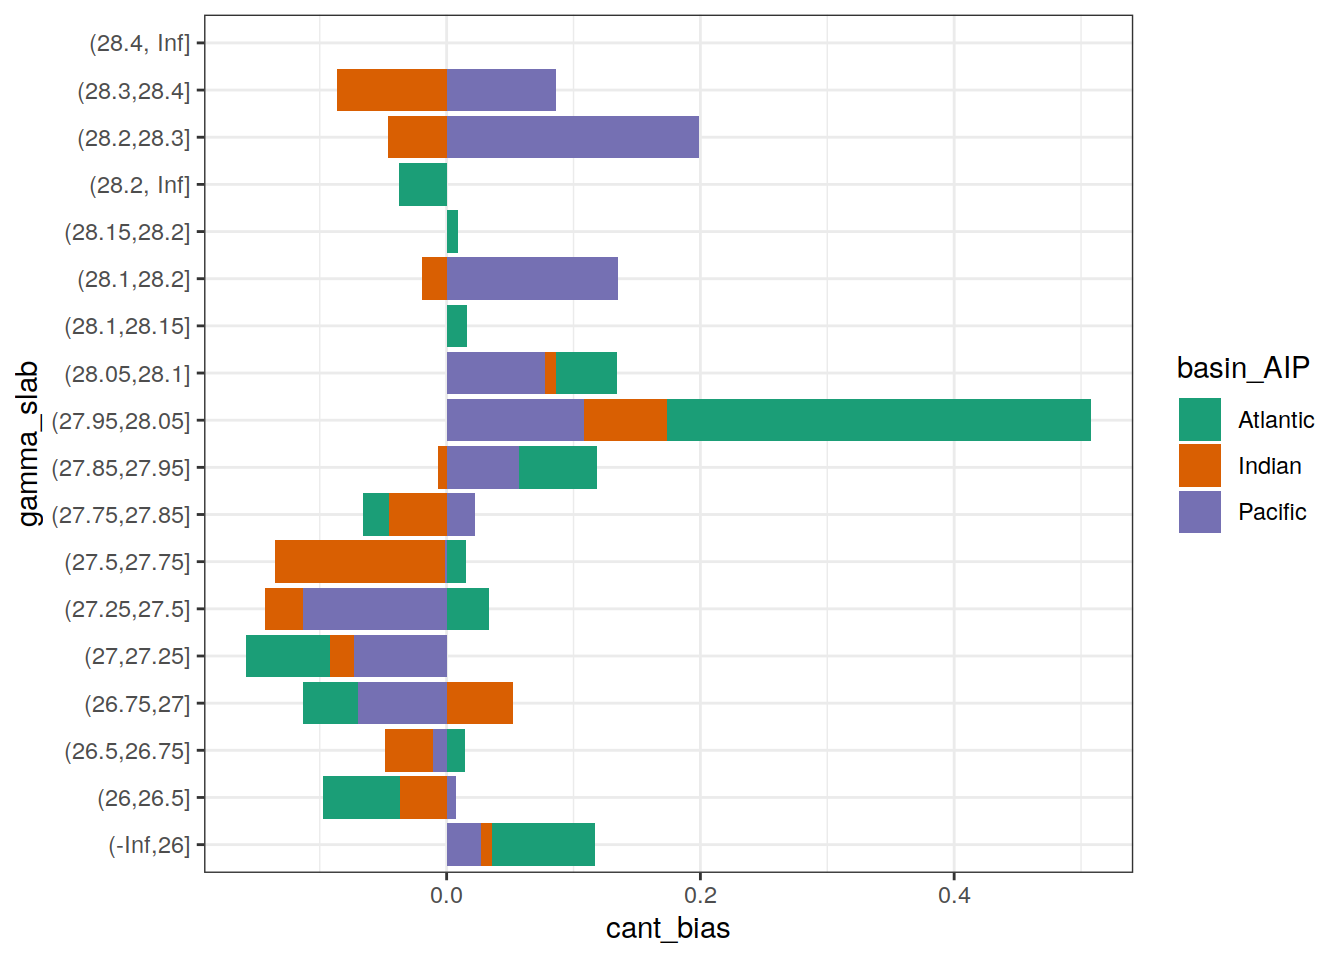 (28.4, Inf]
(28.3,28.4]
(28.2,28.3]
(28.2, Inf]
(28.15,28.2]
(28.1,28.2]
(28.1,28.15]
(28.05,28.1]
(27.95,28.05]
(27.85,27.95]
(27.75,27.85]
(27.5,27.75]
(27.25,27.5]
(27,27.25]
(26.75,27]
(26.5,26.75]
(26,26.5]
(-Inf,26]
gamma_slab
0.0 0.2 0.4
cant_bias
basin_AIP
Atlantic
Indian
Pacific